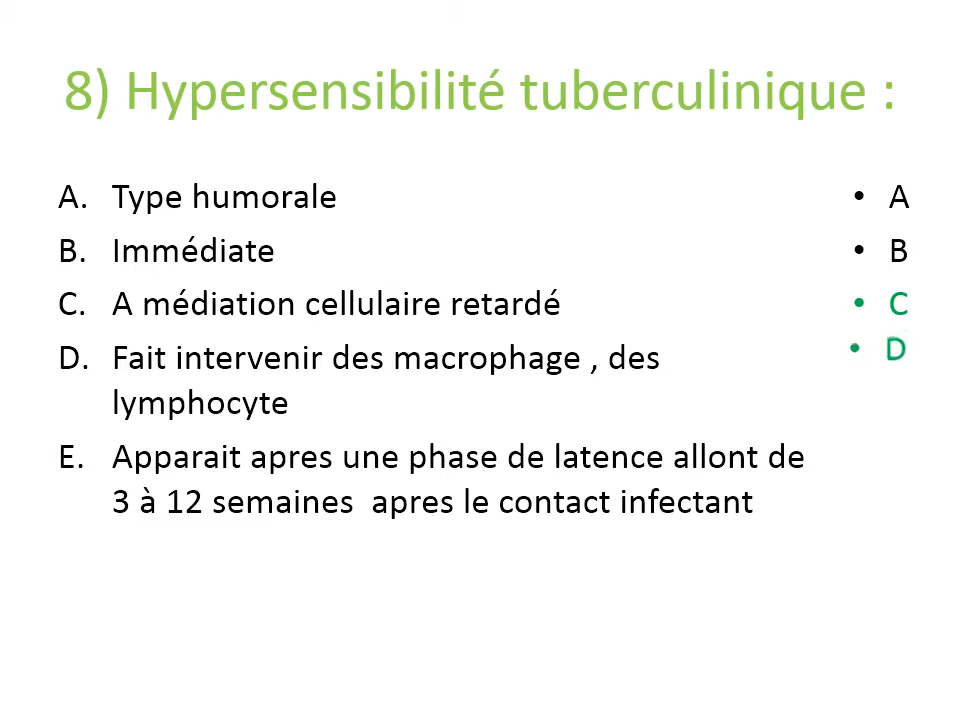 8) Hypersensibilité tuberculinique :
A. Type humorale
B. Immédiate
C. A médiation cellulaire retardé
D. Fait intervenir des macrophage , des
lymphocyte
E. Apparait apres une phase de latence allont de
3 à 12 semaines apres le contact infectant
• A
• B
• C
• D